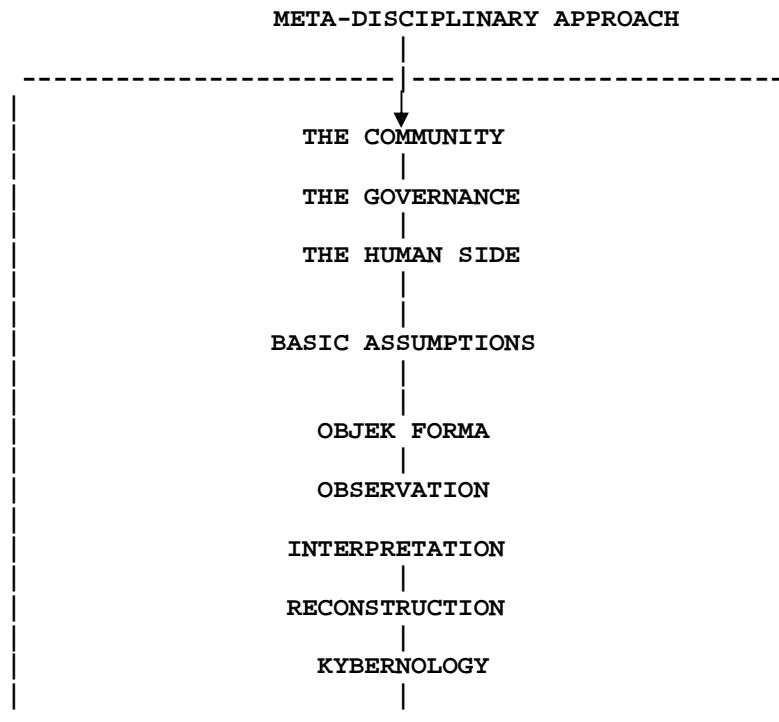 META-DISCIPLINARY APPROACH
THE COMMUNITY
THE GOVERNANCE
THE HUMAN SIDE
BASIC ASSUMPTIONS
OBJEK FORMA
OBSERVATION
INTERPRETATION
RECONSTRUCTION
KYBERNOLOGY